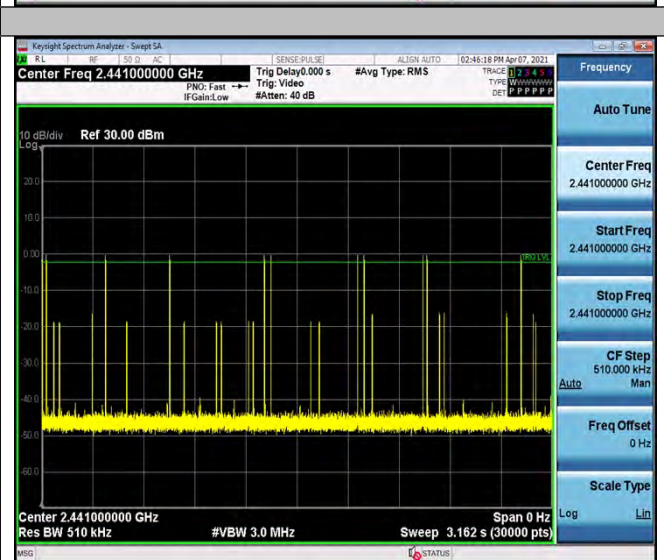 Keysight Spectrum Analyzer - Swept SA
RL RF 50 Ω AC SENSE:PULSE ALIGN AUTO 02:46:18 PM Apr 07, 2021
Center Freq 2.441000000 GHz
PNO: Fast
IFGain:Low
Trig Delay0.000 s
Trig: Video
#Atten: 40 dB
#Avg Type: RMS
TRACE 1 2 3 4 5 6
TYPE WWWWWW
DET P P P P P P
10 dB/div Ref 30.00 dBm
Log
20.0
10.0
0.00
TRIG LVL
-10.0
-20.0
-30.0
-40.0
-50.0
-60.0
Center 2.441000000 GHz Span 0 Hz
Res BW 510 kHz #VBW 3.0 MHz Sweep 3.162 s (30000 pts)
MSG STATUS
Frequency
Auto Tune
Center Freq
2.441000000 GHz
Start Freq
2.441000000 GHz
Stop Freq
2.441000000 GHz
CF Step
510.000 kHz
Auto Man
Freq Offset
0 Hz
Scale Type
Log Lin